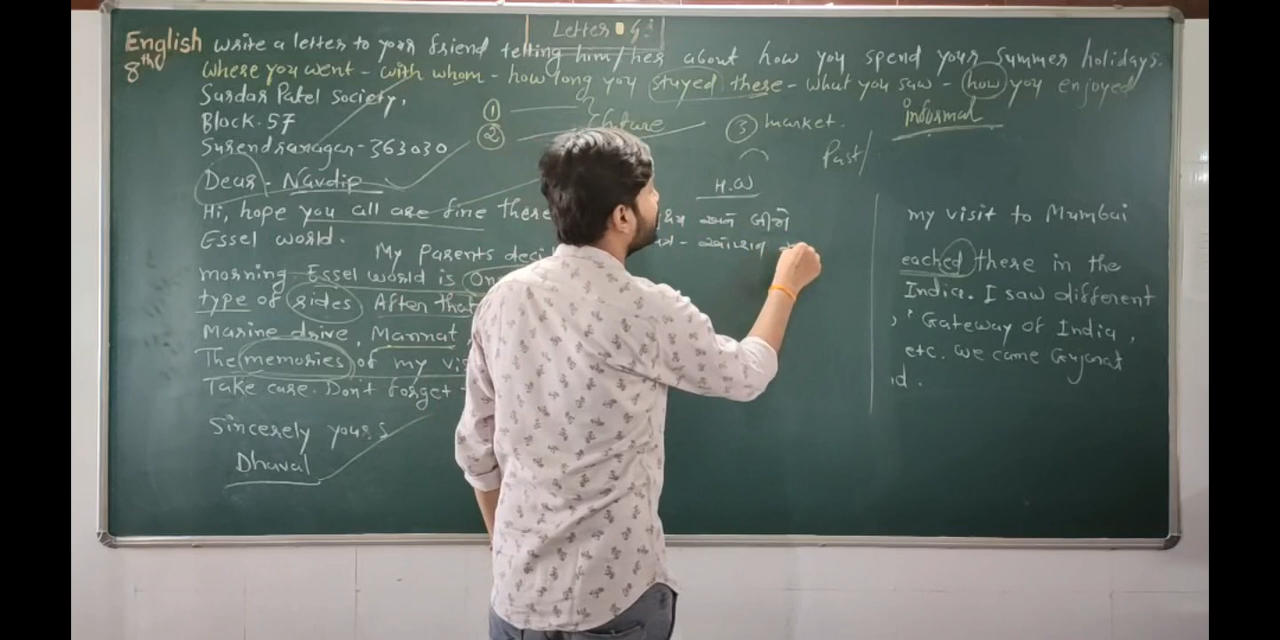 Letter 4:
English write a letter to your friend telling him/her about how you spend your summer holidays.
8th where you went - with whom - how long you stayed there - what you saw - how you enjoyed
Sardar Patel Society,
Block-57
Surendranagar-363030
① ② ③ market.
informal
Past/
Dear - Navdip
Hi, hope you all are fine there
Essel world.
My Parents
morning. Essel world is
type of rides After that
Marine drive, Mannat
The memories of my
Take care. Don't forget
Sincerely yours
Dhaval
H.W
અને
my visit to Mumbai
eached there in the
India. I saw different
, Gateway of India,
etc. we came Gujarat